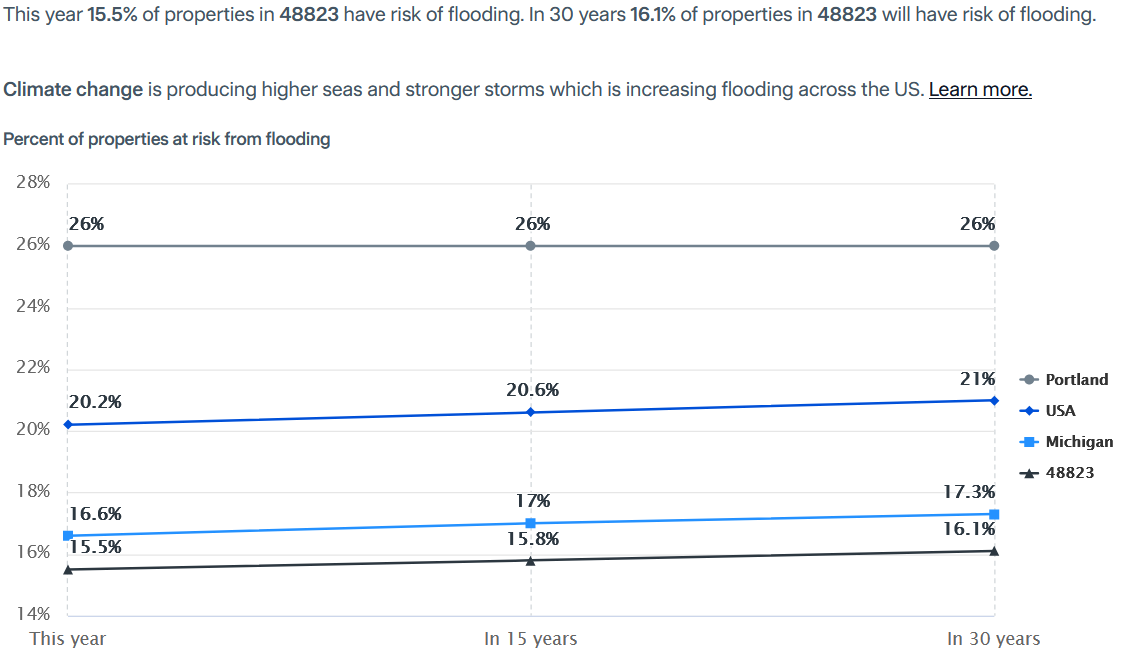 This year 15.5% of properties in 48823 have risk of flooding. In 30 years 16.1% of properties in 48823 will have risk of flooding.
Climate change is producing higher seas and stronger storms which is increasing flooding across the US. Learn more.
Percent of properties at risk from flooding
28%
26% 26% 26%
26%
24%
22%
21%
Portland
20.6%
20.2%
USA
20%
Michigan
48823
18%
17.3%
17%
16.6%
16.1%
15.8%
15.5%
16%
14%
This year In 15 years In 30 years